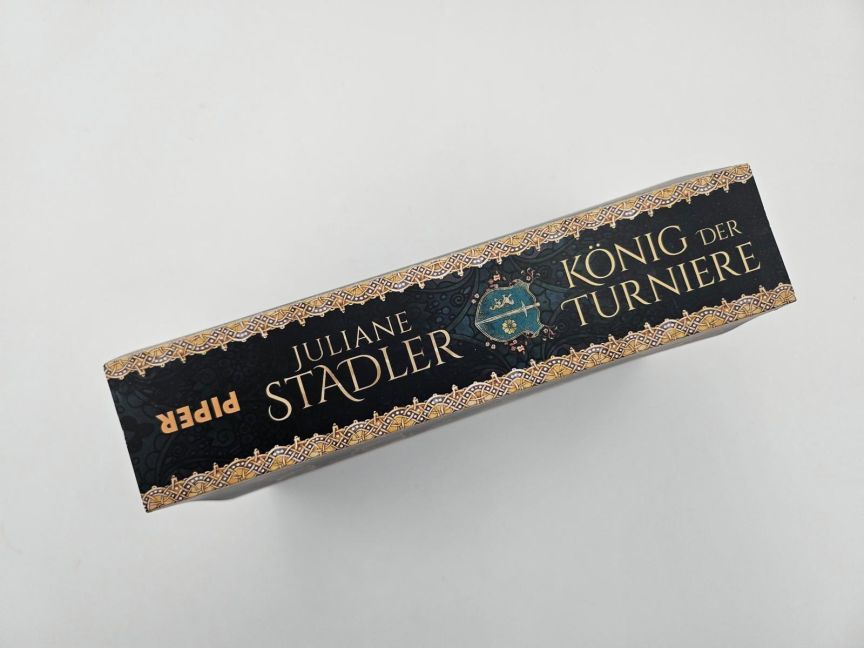 PIPER
JULIANE
STADLER
KÖNIG DER
TURNIERE